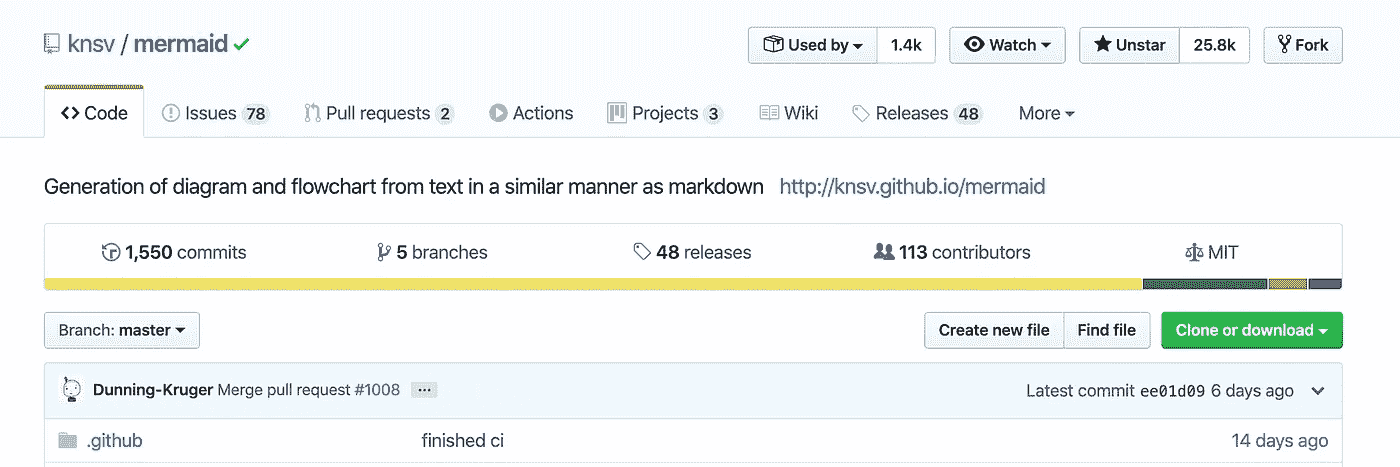 knsv / mermaid
Used by 1.4k Watch Unstar 25.8k Fork
Code Issues 78 Pull requests 2 Actions Projects 3 Wiki Releases 48 More
Generation of diagram and flowchart from text in a similar manner as markdown http://knsv.github.io/mermaid
1,550 commits 5 branches 48 releases 113 contributors MIT
Branch: master Create new file Find file Clone or download
Dunning-Kruger Merge pull request #1008 ... Latest commit ee01d09 6 days ago
.github finished ci 14 days ago